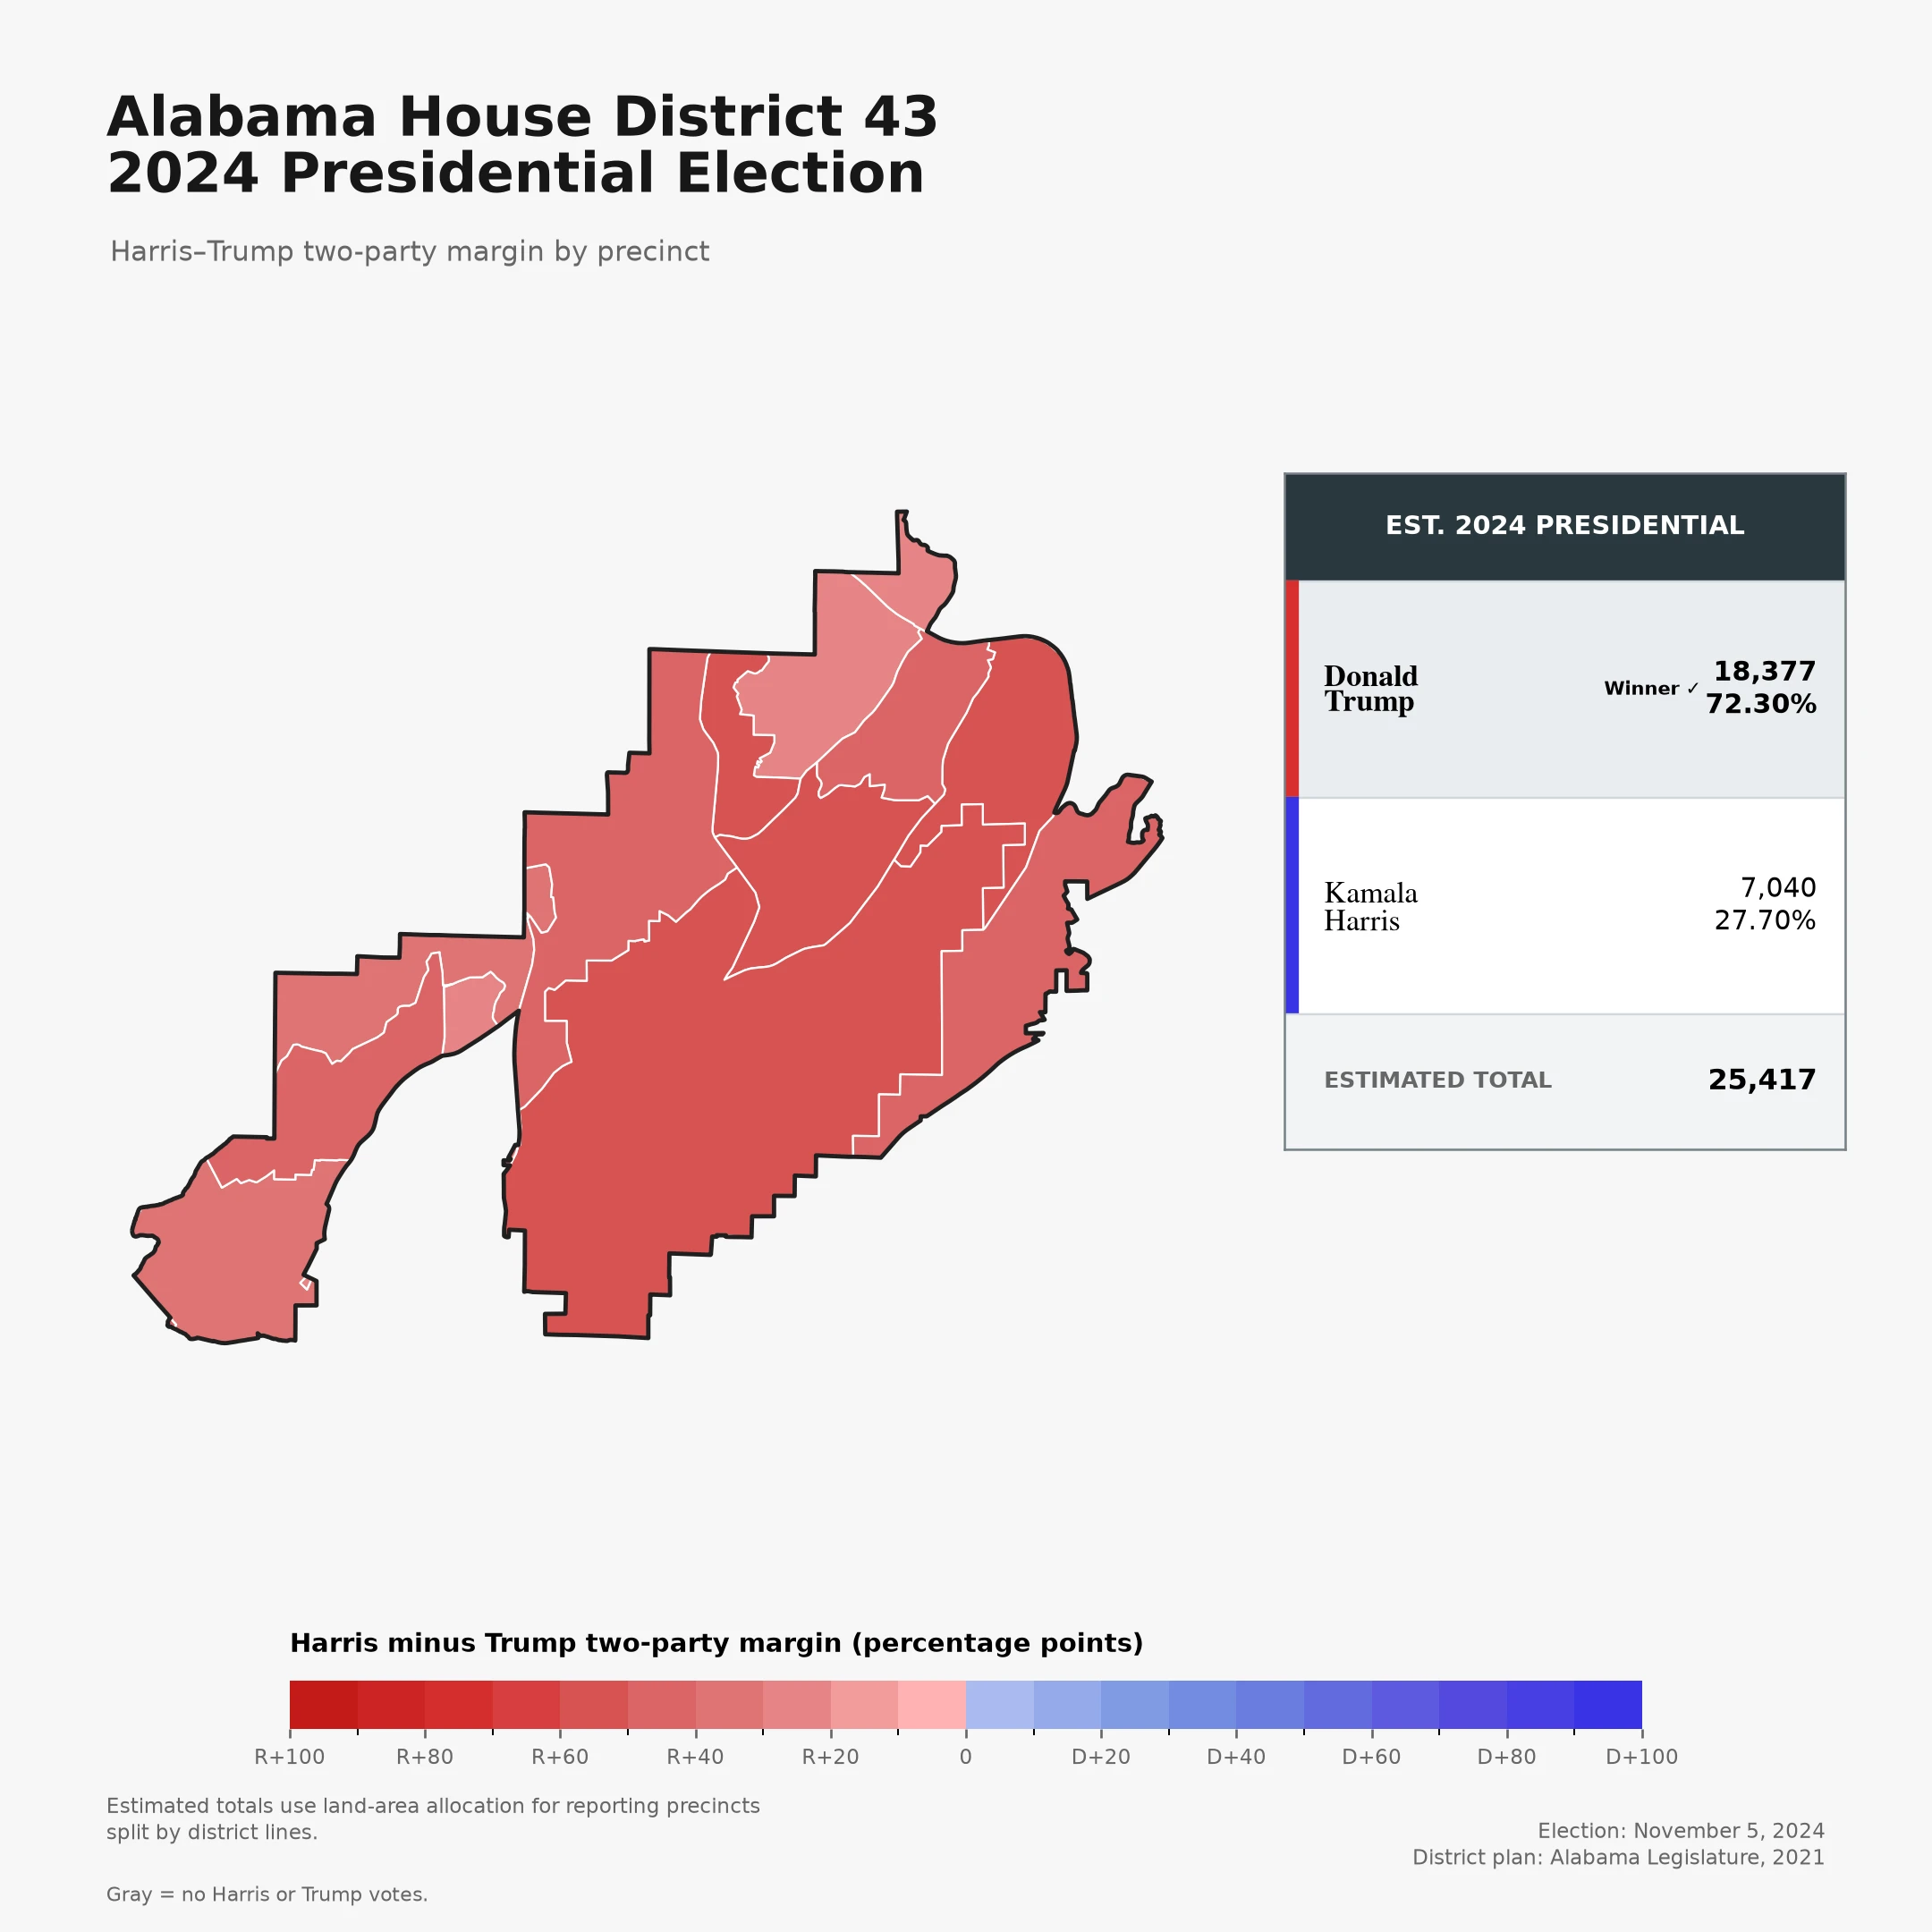 Alabama House District 43
2024 Presidential Election
Harris–Trump two-party margin by precinct
EST. 2024 PRESIDENTIAL
Donald
Trump
Winner ✓
18,377
72.30%
Kamala
Harris
7,040
27.70%
ESTIMATED TOTAL
25,417
Harris minus Trump two-party margin (percentage points)
R+100 R+80 R+60 R+40 R+20 0 D+20 D+40 D+60 D+80 D+100
Estimated totals use land-area allocation for reporting precincts
split by district lines.
Gray = no Harris or Trump votes.
Election: November 5, 2024
District plan: Alabama Legislature, 2021